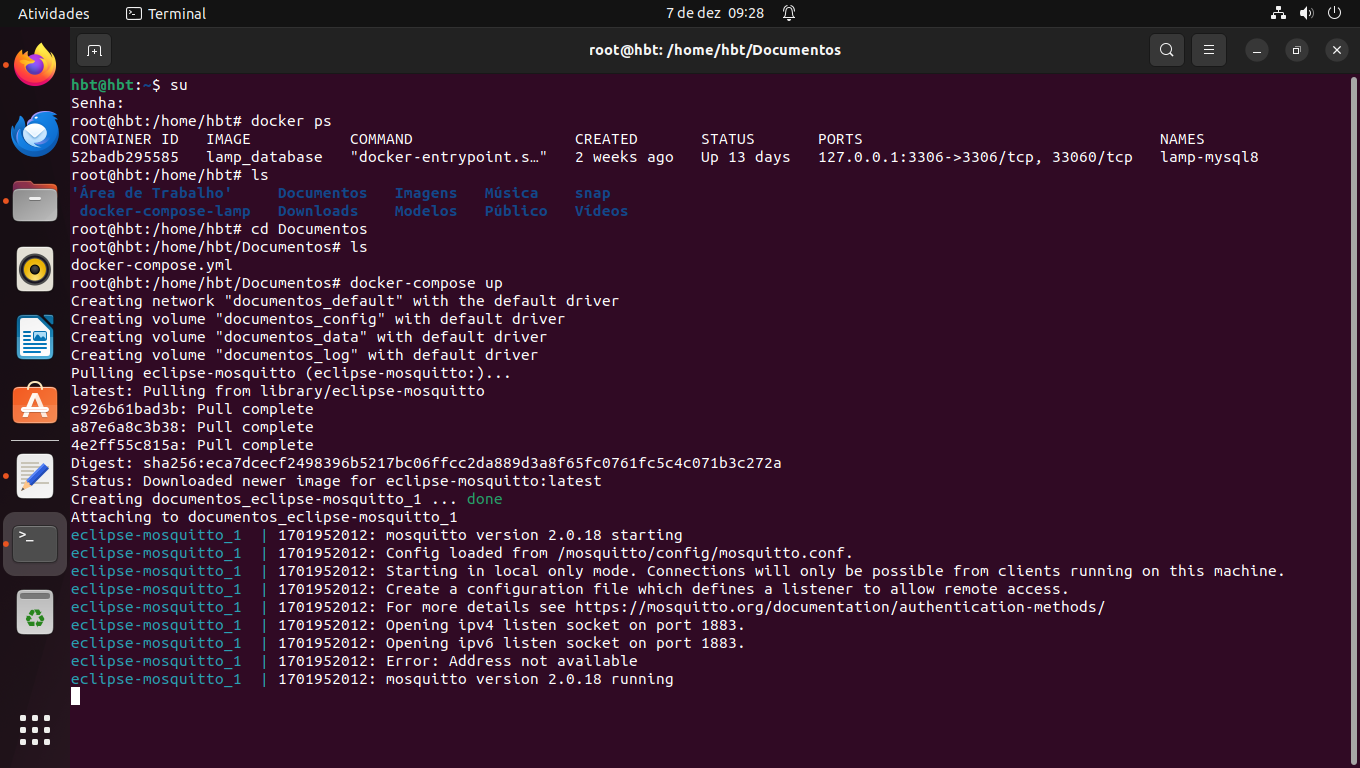 Atividades Terminal 7 de dez 09:28
root@hbt: /home/hbt/Documentos
hbt@hbt:~$ su
Senha:
root@hbt:/home/hbt# docker ps
CONTAINER ID   IMAGE           COMMAND                  CREATED       STATUS       PORTS                                 NAMES
52badb295585   lamp_database   "docker-entrypoint.s…"   2 weeks ago   Up 13 days   127.0.0.1:3306->3306/tcp, 33060/tcp   lamp-mysql8
root@hbt:/home/hbt# ls
'Área de Trabalho'     Documentos   Imagens   Música    snap
 docker-compose-lamp   Downloads    Modelos   Público   Vídeos
root@hbt:/home/hbt# cd Documentos
root@hbt:/home/hbt/Documentos# ls
docker-compose.yml
root@hbt:/home/hbt/Documentos# docker-compose up
Creating network "documentos_default" with the default driver
Creating volume "documentos_config" with default driver
Creating volume "documentos_data" with default driver
Creating volume "documentos_log" with default driver
Pulling eclipse-mosquitto (eclipse-mosquitto:)...
latest: Pulling from library/eclipse-mosquitto
c926b61bad3b: Pull complete
a87e6a8c3b38: Pull complete
4e2ff55c815a: Pull complete
Digest: sha256:eca7dcecf2498396b5217bc06ffcc2da889d3a8f65fc0761fc5c4c071b3c272a
Status: Downloaded newer image for eclipse-mosquitto:latest
Creating documentos_eclipse-mosquitto_1 ... done
Attaching to documentos_eclipse-mosquitto_1
eclipse-mosquitto_1  | 1701952012: mosquitto version 2.0.18 starting
eclipse-mosquitto_1  | 1701952012: Config loaded from /mosquitto/config/mosquitto.conf.
eclipse-mosquitto_1  | 1701952012: Starting in local only mode. Connections will only be possible from clients running on this machine.
eclipse-mosquitto_1  | 1701952012: Create a configuration file which defines a listener to allow remote access.
eclipse-mosquitto_1  | 1701952012: For more details see https://mosquitto.org/documentation/authentication-methods/
eclipse-mosquitto_1  | 1701952012: Opening ipv4 listen socket on port 1883.
eclipse-mosquitto_1  | 1701952012: Opening ipv6 listen socket on port 1883.
eclipse-mosquitto_1  | 1701952012: Error: Address not available
eclipse-mosquitto_1  | 1701952012: mosquitto version 2.0.18 running